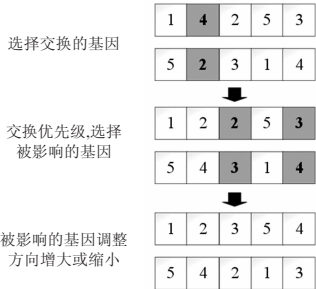 1 4 2 5 3
选择交换的基因
5 2 3 1 4
1 2 2 5 3
交换优先级,选择
被影响的基因
5 4 3 1 4
1 2 3 5 4
被影响的基因调整
方向增大或缩小
5 4 2 1 3